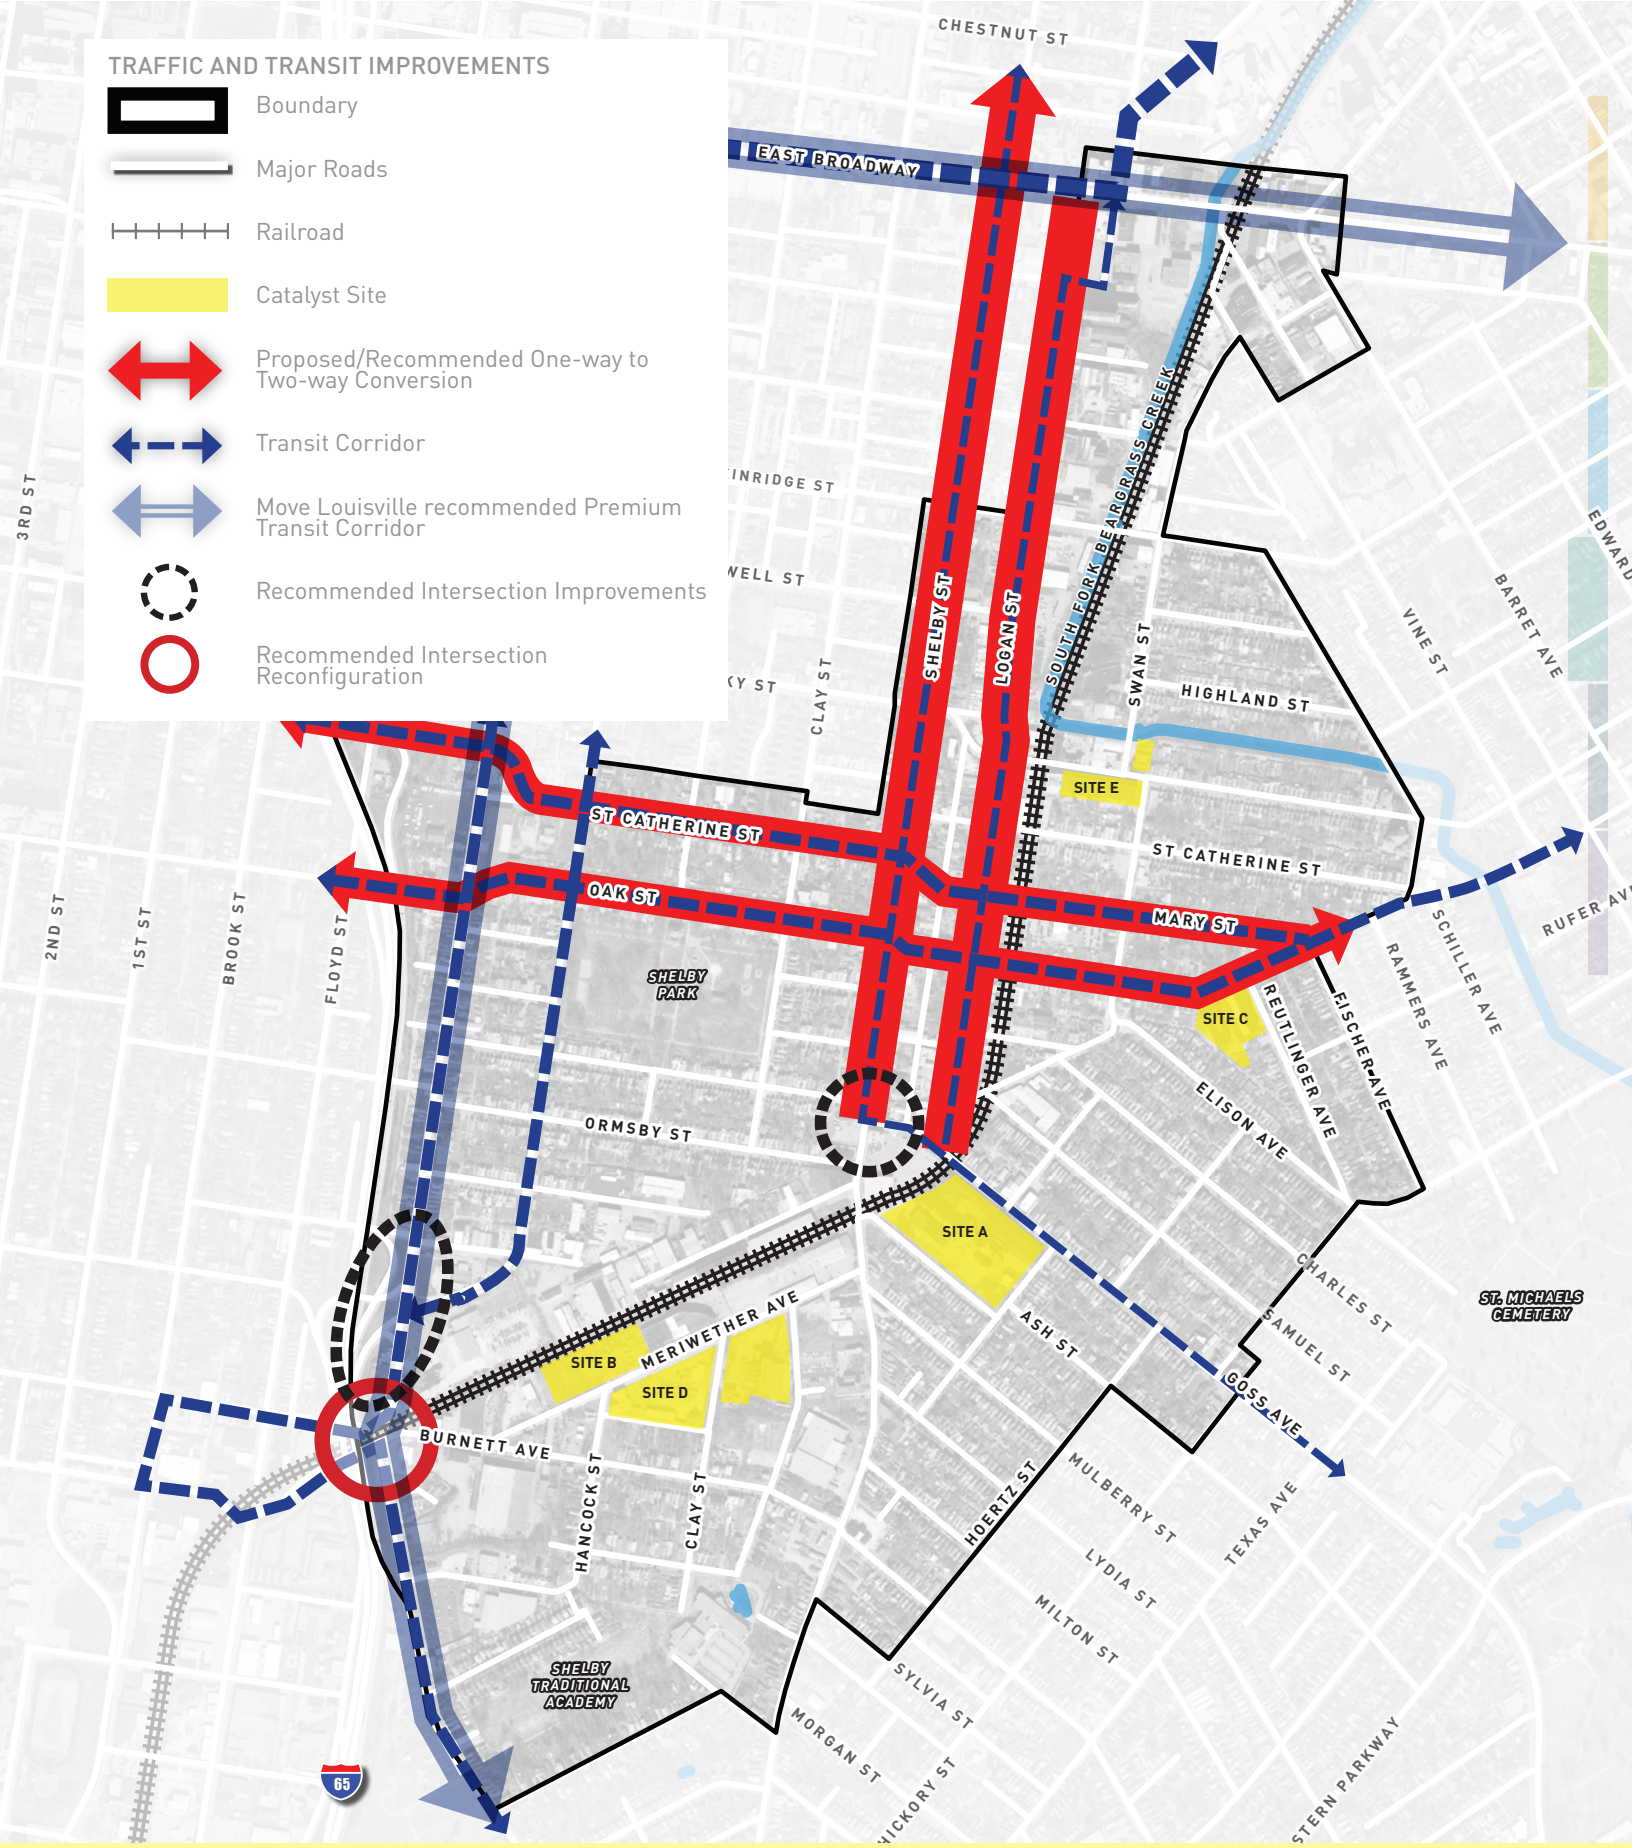 CHESTNUT ST
TRAFFIC AND TRANSIT IMPROVEMENTS
Boundary
Major Roads
Railroad
Catalyst Site
Proposed/Recommended One-way to
Two-way Conversion
Transit Corridor
Move Louisville recommended Premium
Transit Corridor
Recommended Intersection Improvements
Recommended Intersection
Reconfiguration
EAST BROADWAY
3RD ST
INRIDGE ST
WELL ST
KY ST
CLAY ST
SHELBY ST
LOGAN ST
SOUTH FORK BEARGRASS CREEK
SWAN ST
HIGHLAND ST
VINE ST
BARRET AVE
EDWARD
SITE E
ST CATHERINE ST
ST CATHERINE ST
OAK ST
MARY ST
2ND ST
1ST ST
BROOK ST
FLOYD ST
SHELBY
PARK
SITE C
REUTLINGER AVE
FISCHER AVE
RAMMERS AVE
SCHILLER AVE
RUFER AVE
ELISON AVE
ORMSBY ST
SITE A
CHARLES ST
SAMUEL ST
ST. MICHAELS
CEMETERY
ASH ST
MERIWETHER AVE
SITE B
SITE D
GOSS AVE
BURNETT AVE
HANCOCK ST
CLAY ST
HOERTZ ST
MULBERRY ST
TEXAS AVE
LYDIA ST
MILTON ST
SHELBY
TRADITIONAL
ACADEMY
SYLVIA ST
MORGAN ST
HICKORY ST
STERN PARKWAY
65